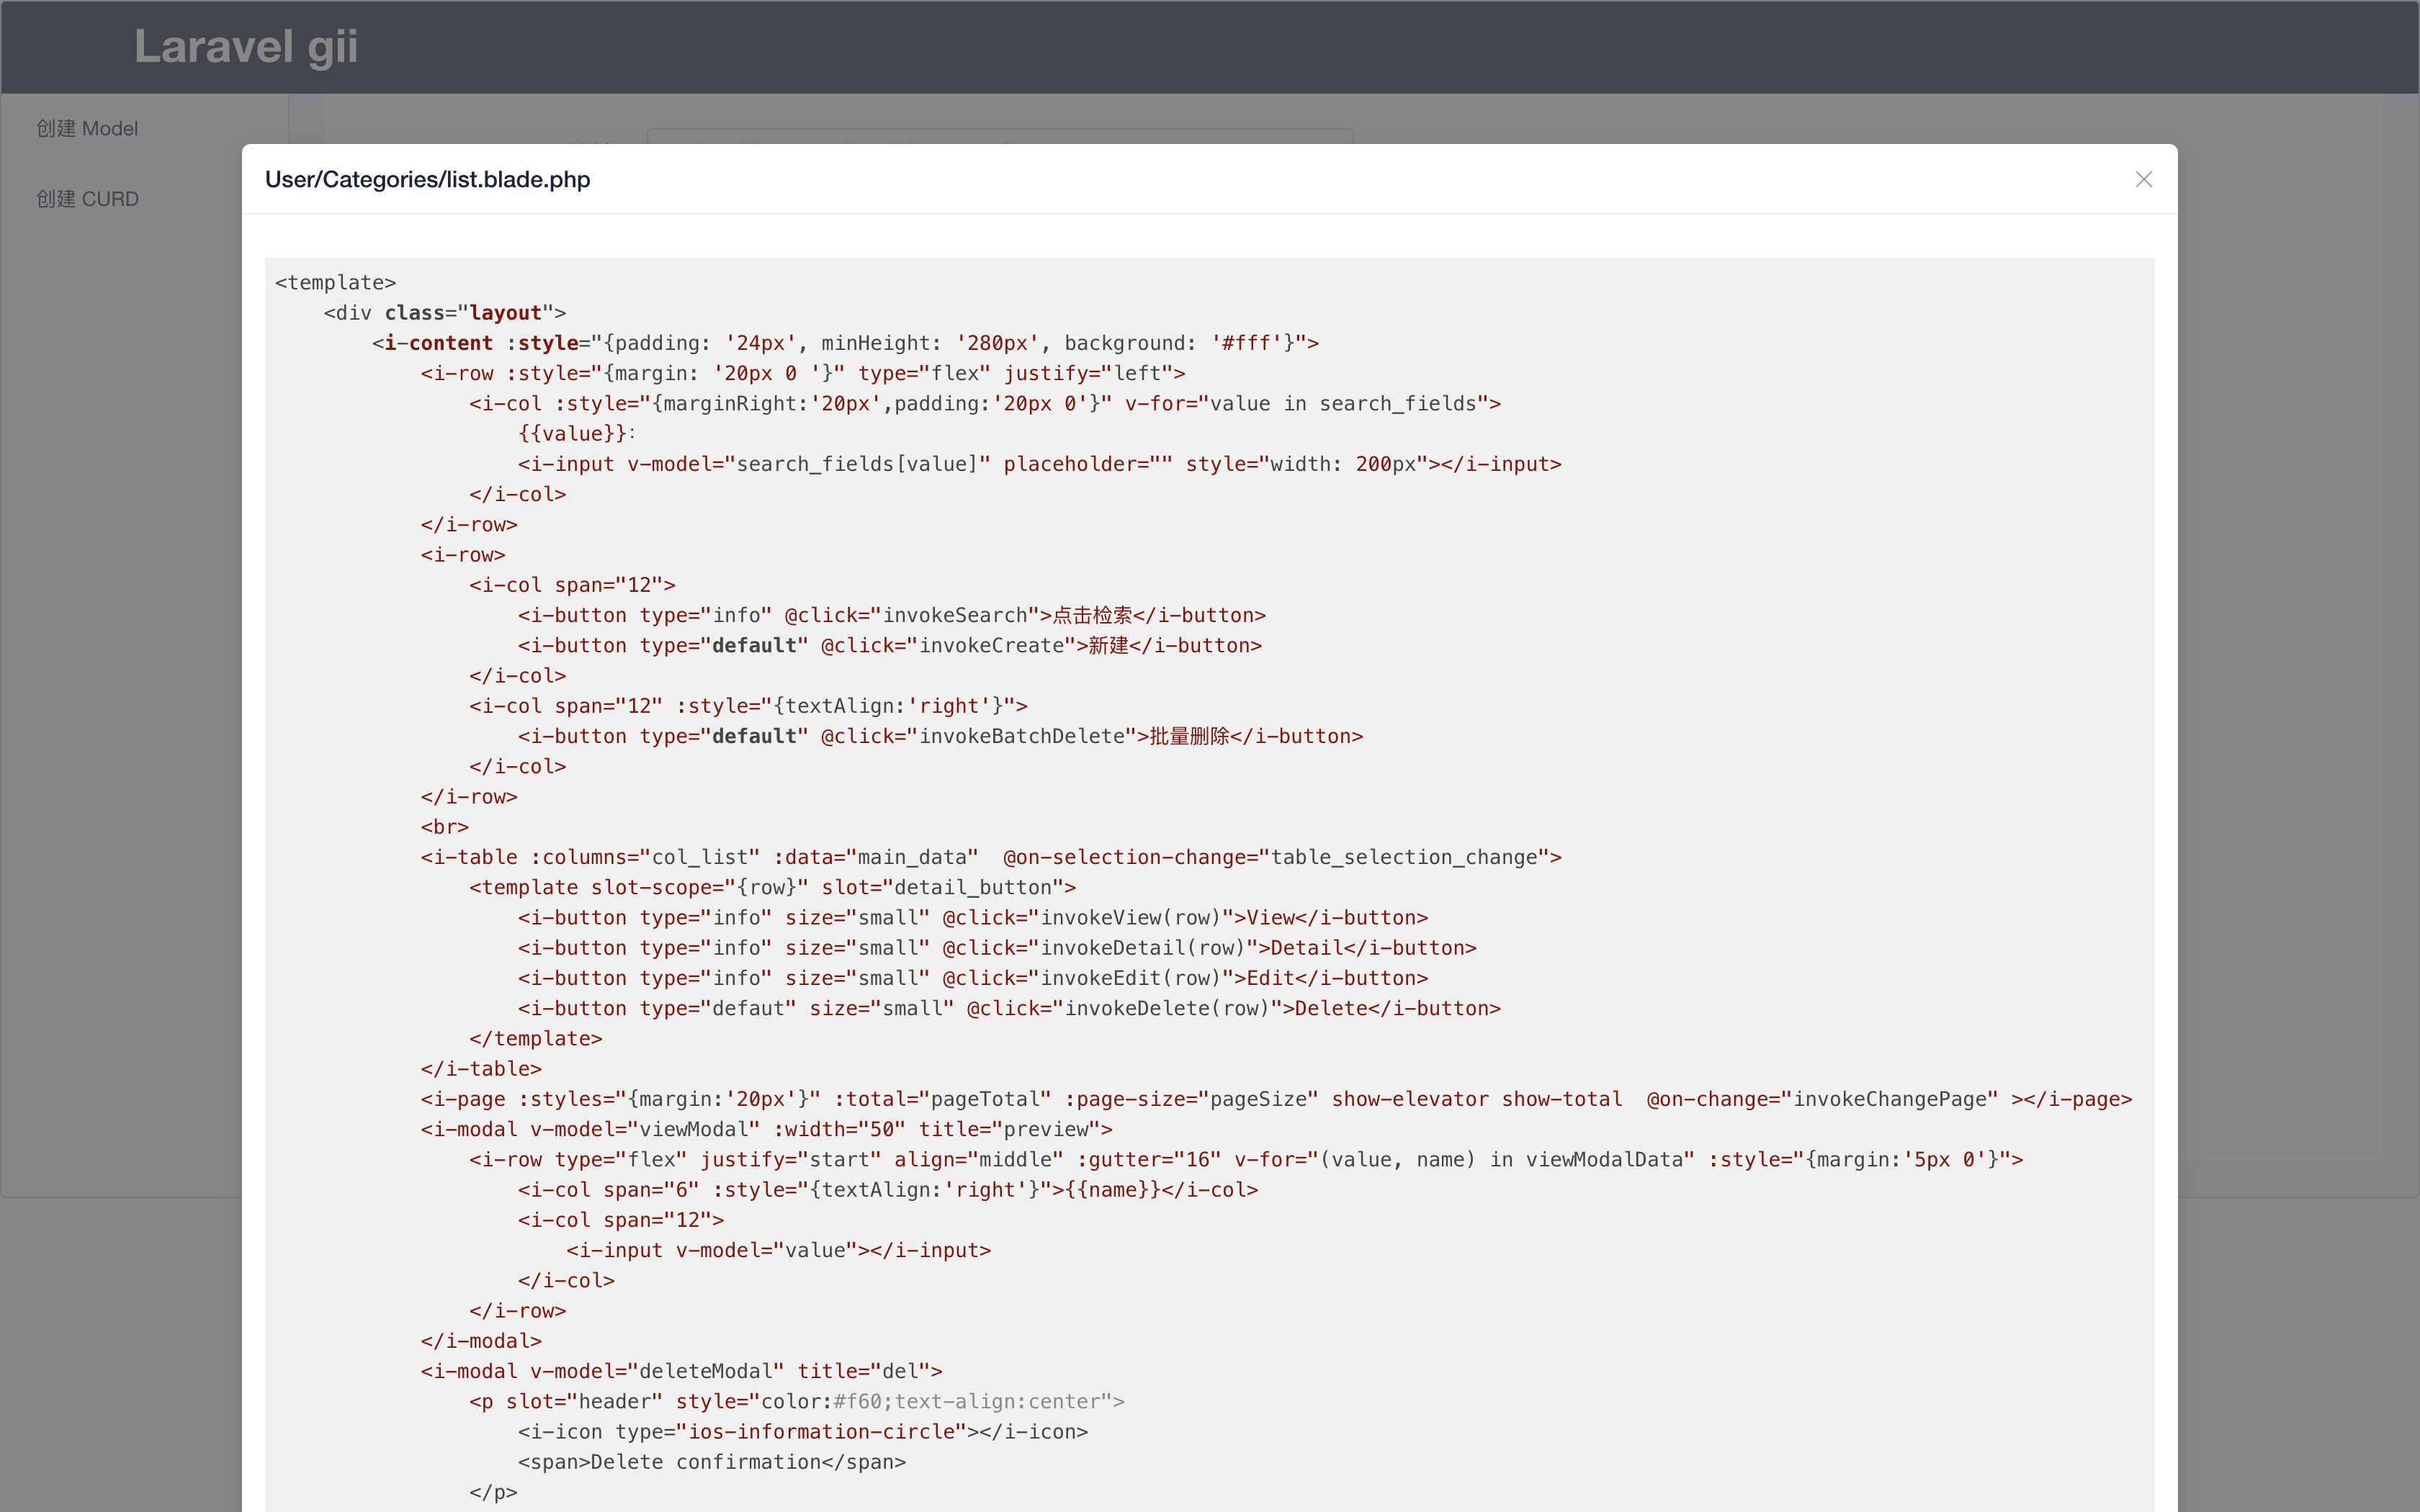 Laravel gii
创建 Model
创建 CURD
User/Categories/list.blade.php
<template>
    <div class="layout">
        <i-content :style="{padding: '24px', minHeight: '280px', background: '#fff'}">
            <i-row :style="{margin: '20px 0 '}" type="flex" justify="left">
                <i-col :style="{marginRight:'20px',padding:'20px 0'}" v-for="value in search_fields">
                    {{value}}:
                    <i-input v-model="search_fields[value]" placeholder="" style="width: 200px"></i-input>
                </i-col>
            </i-row>
            <i-row>
                <i-col span="12">
                    <i-button type="info" @click="invokeSearch">点击检索</i-button>
                    <i-button type="default" @click="invokeCreate">新建</i-button>
                </i-col>
                <i-col span="12" :style="{textAlign:'right'}">
                    <i-button type="default" @click="invokeBatchDelete">批量删除</i-button>
                </i-col>
            </i-row>
            <br>
            <i-table :columns="col_list" :data="main_data"  @on-selection-change="table_selection_change">
                <template slot-scope="{row}" slot="detail_button">
                    <i-button type="info" size="small" @click="invokeView(row)">View</i-button>
                    <i-button type="info" size="small" @click="invokeDetail(row)">Detail</i-button>
                    <i-button type="info" size="small" @click="invokeEdit(row)">Edit</i-button>
                    <i-button type="defaut" size="small" @click="invokeDelete(row)">Delete</i-button>
                </template>
            </i-table>
            <i-page :styles="{margin:'20px'}" :total="pageTotal" :page-size="pageSize" show-elevator show-total  @on-change="invokeChangePage" ></i-page>
            <i-modal v-model="viewModal" :width="50" title="preview">
                <i-row type="flex" justify="start" align="middle" :gutter="16" v-for="(value, name) in viewModalData" :style="{margin:'5px 0'}">
                    <i-col span="6" :style="{textAlign:'right'}">{{name}}</i-col>
                    <i-col span="12">
                        <i-input v-model="value"></i-input>
                    </i-col>
                </i-row>
            </i-modal>
            <i-modal v-model="deleteModal" title="del">
                <p slot="header" style="color:#f60;text-align:center">
                    <i-icon type="ios-information-circle"></i-icon>
                    <span>Delete confirmation</span>
                </p>